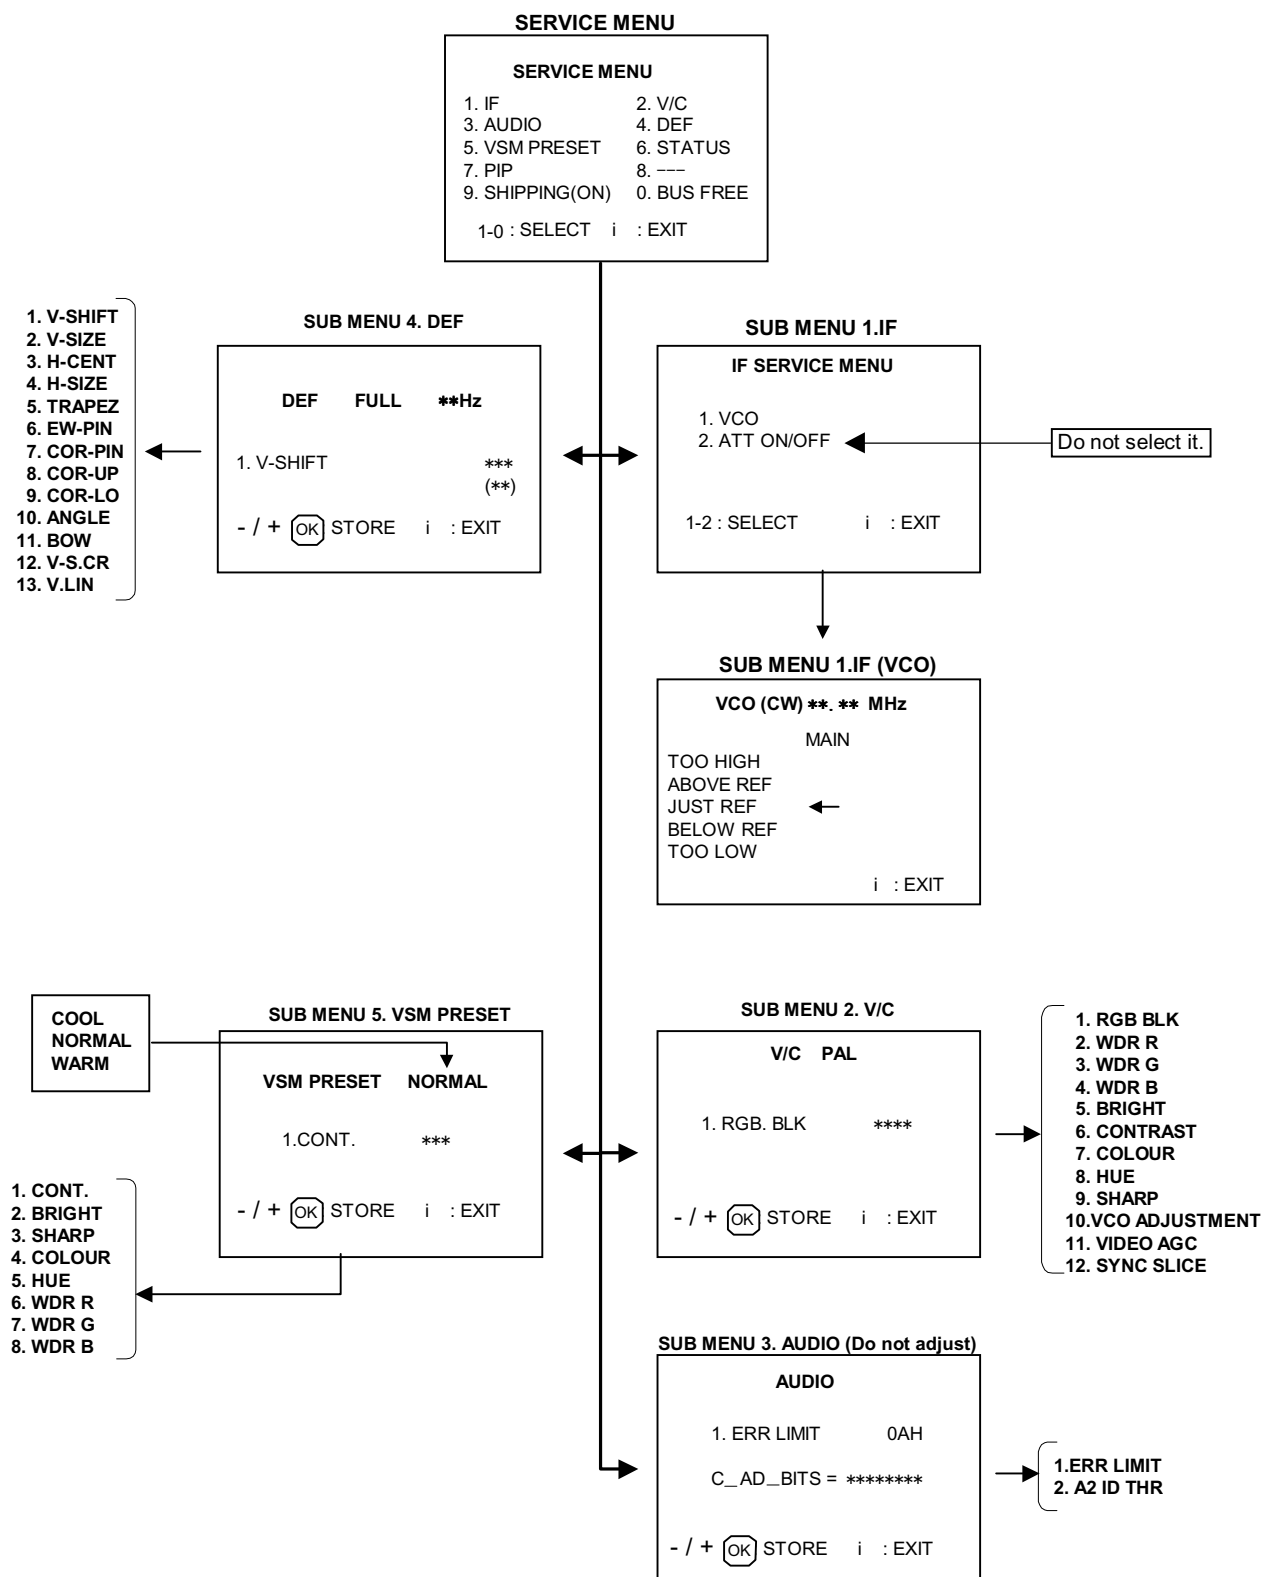 SERVICE MENU
SERVICE MENU
1. IF 2. V/C
3. AUDIO 4. DEF
5. VSM PRESET 6. STATUS
7. PIP 8. ---
9. SHIPPING(ON) 0. BUS FREE
1-0 : SELECT i : EXIT
1. V-SHIFT
2. V-SIZE
3. H-CENT
4. H-SIZE
5. TRAPEZ
6. EW-PIN
7. COR-PIN
8. COR-UP
9. COR-LO
10. ANGLE
11. BOW
12. V-S.CR
13. V.LIN
SUB MENU 4. DEF
DEF FULL **Hz
1. V-SHIFT ***
(**)
- / + OK STORE i : EXIT
SUB MENU 1.IF
IF SERVICE MENU
1. VCO
2. ATT ON/OFF
1-2 : SELECT i : EXIT
Do not select it.
SUB MENU 1.IF (VCO)
VCO (CW) **. ** MHz
MAIN
TOO HIGH
ABOVE REF
JUST REF
BELOW REF
TOO LOW
i : EXIT
COOL
NORMAL
WARM
SUB MENU 5. VSM PRESET
VSM PRESET NORMAL
1.CONT. ***
- / + OK STORE i : EXIT
1. CONT.
2. BRIGHT
3. SHARP
4. COLOUR
5. HUE
6. WDR R
7. WDR G
8. WDR B
SUB MENU 2. V/C
V/C PAL
1. RGB. BLK ****
- / + OK STORE i : EXIT
1. RGB BLK
2. WDR R
3. WDR G
4. WDR B
5. BRIGHT
6. CONTRAST
7. COLOUR
8. HUE
9. SHARP
10.VCO ADJUSTMENT
11. VIDEO AGC
12. SYNC SLICE
SUB MENU 3. AUDIO (Do not adjust)
AUDIO
1. ERR LIMIT 0AH
C_AD_BITS = ********
- / + OK STORE i : EXIT
1.ERR LIMIT
2. A2 ID THR